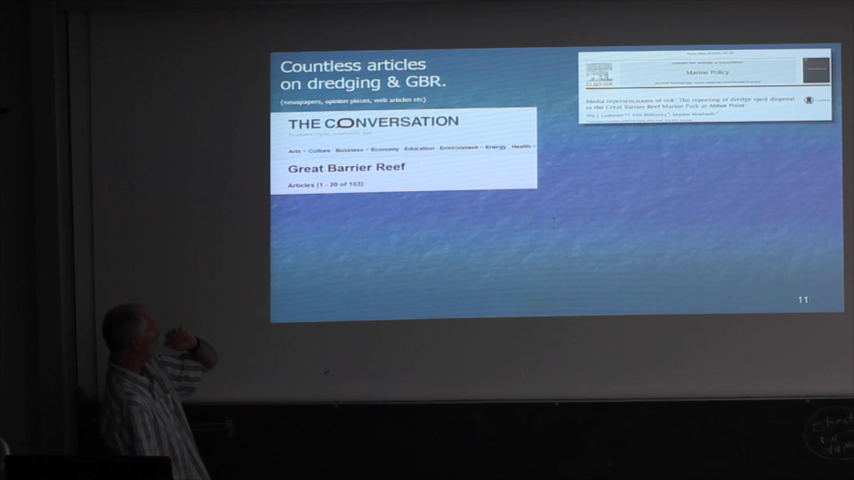 Countless articles
on dredging & GBR.
(newspapers, opinion pieces, web articles etc)
THE CONVERSATION
Arts + Culture Business + Economy Education Environment + Energy Health +
Great Barrier Reef
Articles (1 - 20 of 103)
ELSEVIER
Marine Policy
Media representations of risk: The reporting of dredge spoil disposal
in the Great Barrier Reef Marine Park at Abbot Point
11